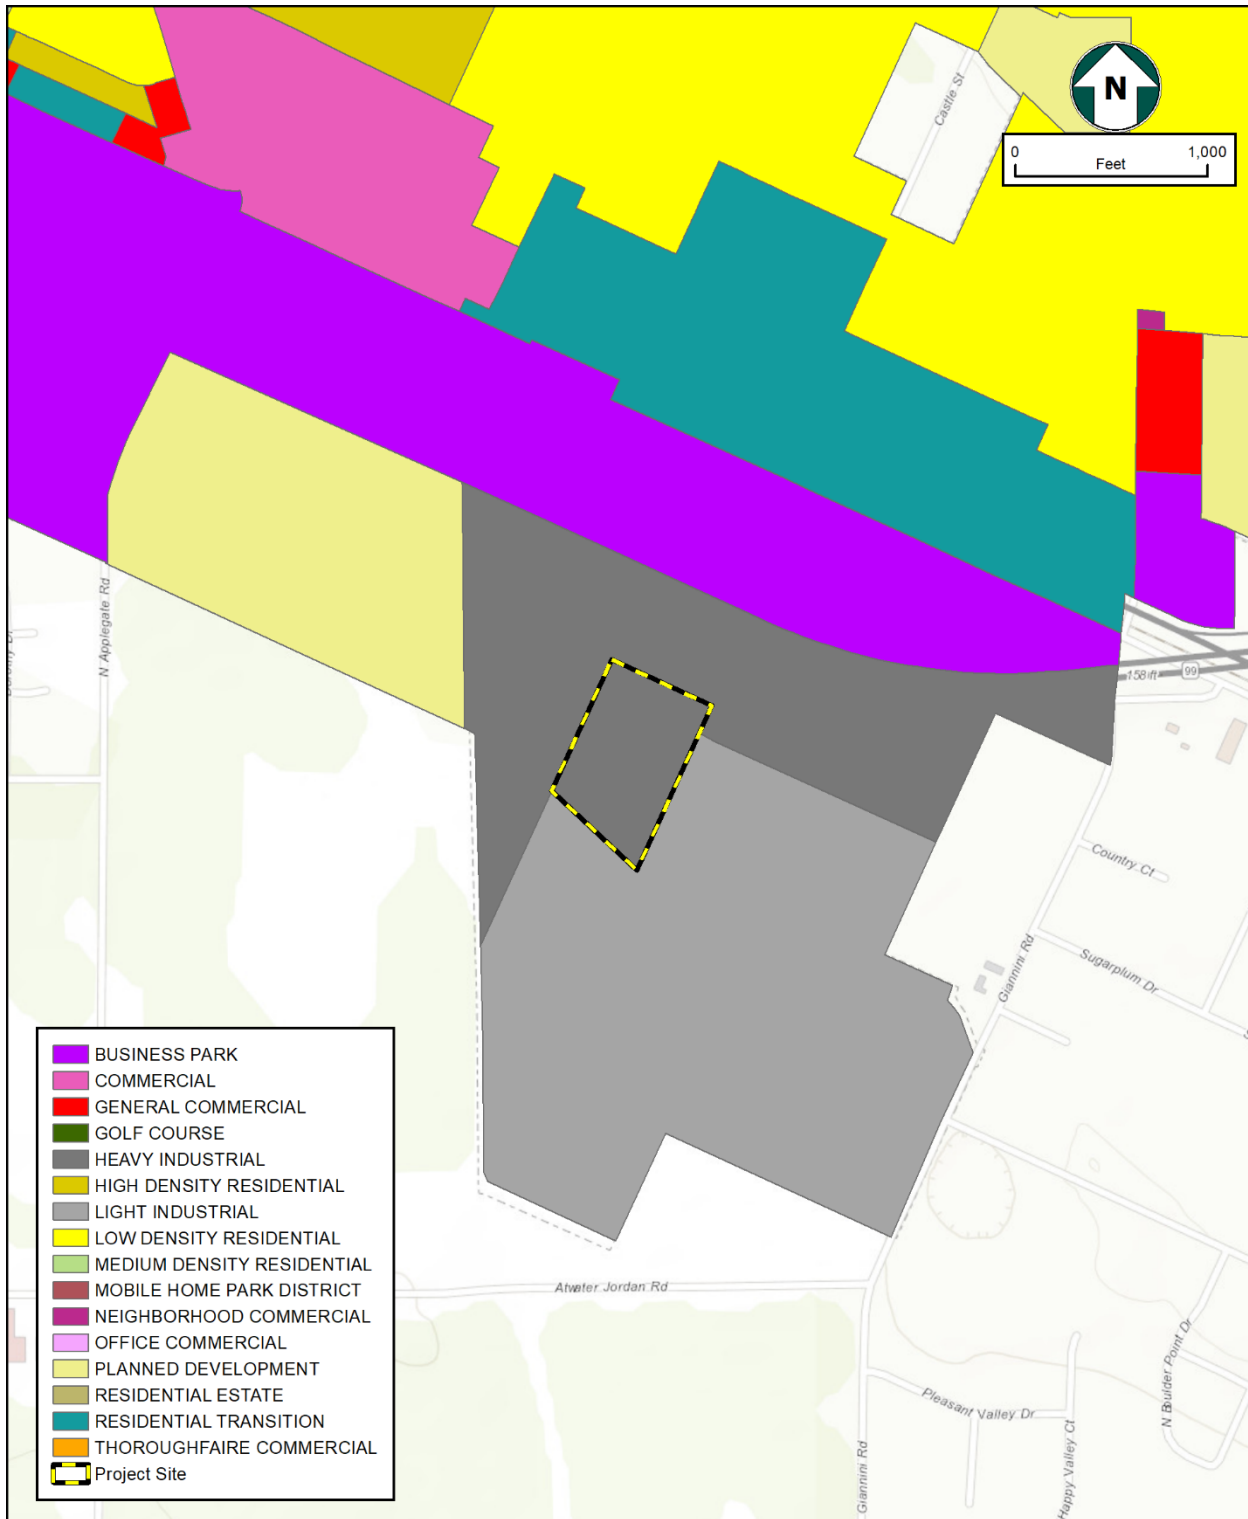 Castle St
N
0 1,000
Feet
N Applegate Rd
158 ft
99
Country Ct
Sugarplum Dr
Giannini Rd
BUSINESS PARK
COMMERCIAL
GENERAL COMMERCIAL
GOLF COURSE
HEAVY INDUSTRIAL
HIGH DENSITY RESIDENTIAL
LIGHT INDUSTRIAL
LOW DENSITY RESIDENTIAL
MEDIUM DENSITY RESIDENTIAL
MOBILE HOME PARK DISTRICT
NEIGHBORHOOD COMMERCIAL
OFFICE COMMERCIAL
PLANNED DEVELOPMENT
RESIDENTIAL ESTATE
RESIDENTIAL TRANSITION
THOROUGHFAIRE COMMERCIAL
Project Site
Atwater Jordan Rd
Pleasant Valley Dr
N Boulder Point Dr
Giannini Rd
Happy Valley Ct